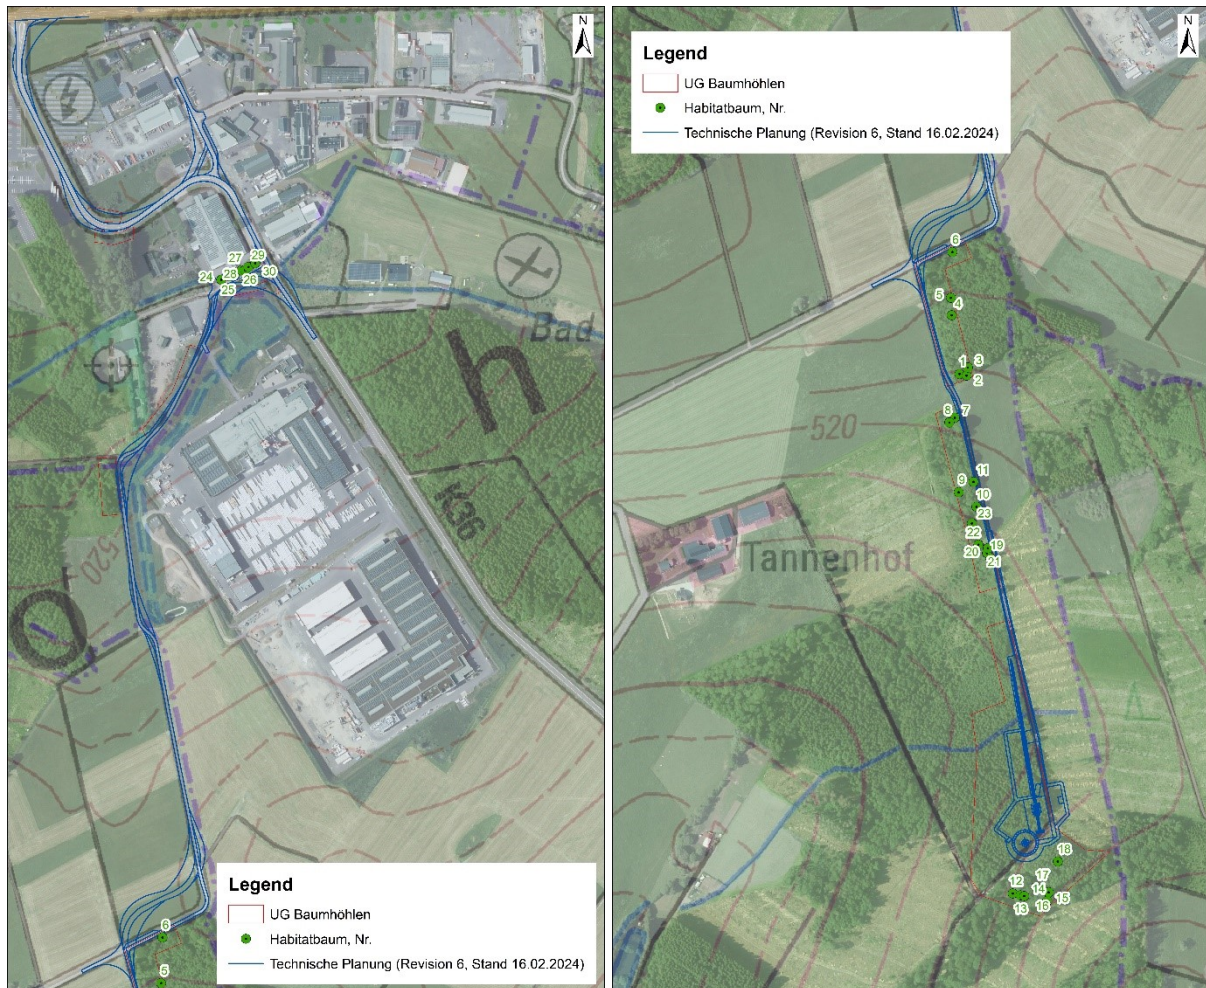 N
27
29
24
28
30
26
25
Bad
h
K36
520
O
6
5
Legend
UG Baumhöhlen
Habitatbaum, Nr.
Technische Planung (Revision 6, Stand 16.02.2024)
N
Legend
UG Baumhöhlen
Habitatbaum, Nr.
Technische Planung (Revision 6, Stand 16.02.2024)
6
5
4
1
3
2
8
7
520
11
9
10
23
22
19
20
21
Tannenhof
18
17
12
14
15
13
16